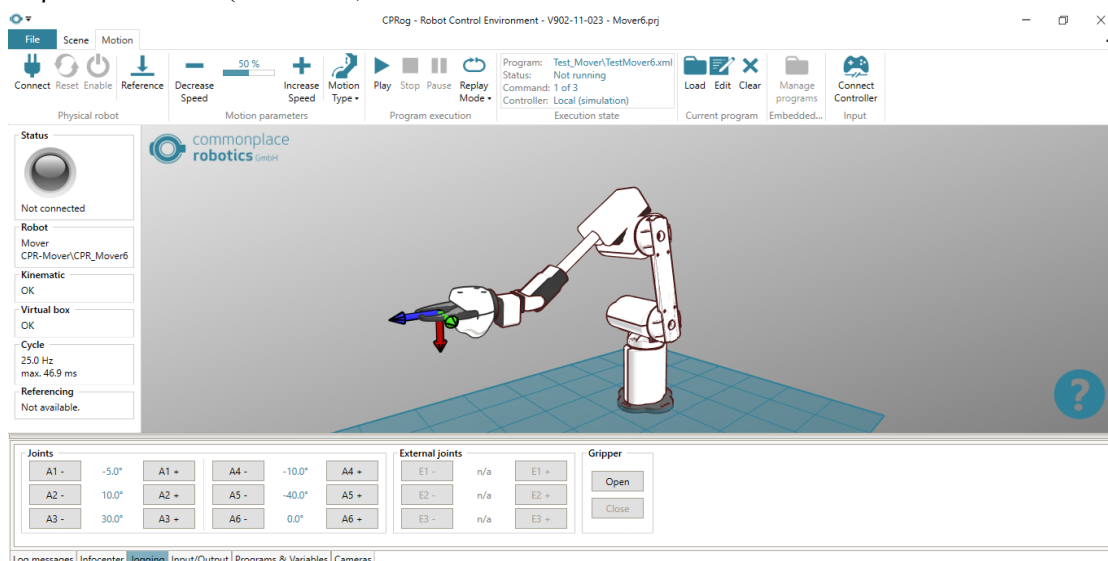 CPRog - Robot Control Environment - V902-11-023 - Mover6.prj
File Scene Motion
Connect Reset Enable Reference
Physical robot
Decrease Speed
50 %
Increase Speed
Motion Type
Motion parameters
Play Stop Pause Replay Mode
Program execution
Program: Test_Mover\TestMover6.xml
Status: Not running
Command: 1 of 3
Controller: Local (simulation)
Execution state
Load Edit Clear
Current program
Manage programs
Embedded...
Connect Controller
Input
Status
Not connected
Robot
Mover
CPR-Mover\CPR_Mover6
Kinematic
OK
Virtual box
OK
Cycle
25.0 Hz
max. 46.9 ms
Referencing
Not available.
commonplace
robotics GmbH
?
Joints
A1 - -5.0° A1 + A4 - -10.0° A4 +
A2 - 10.0° A2 + A5 - -40.0° A5 +
A3 - 30.0° A3 + A6 - 0.0° A6 +
External joints
E1 - n/a E1 +
E2 - n/a E2 +
E3 - n/a E3 +
Gripper
Open
Close
Log messages Infocenter Jogging Input/Output Programs & Variables Cameras